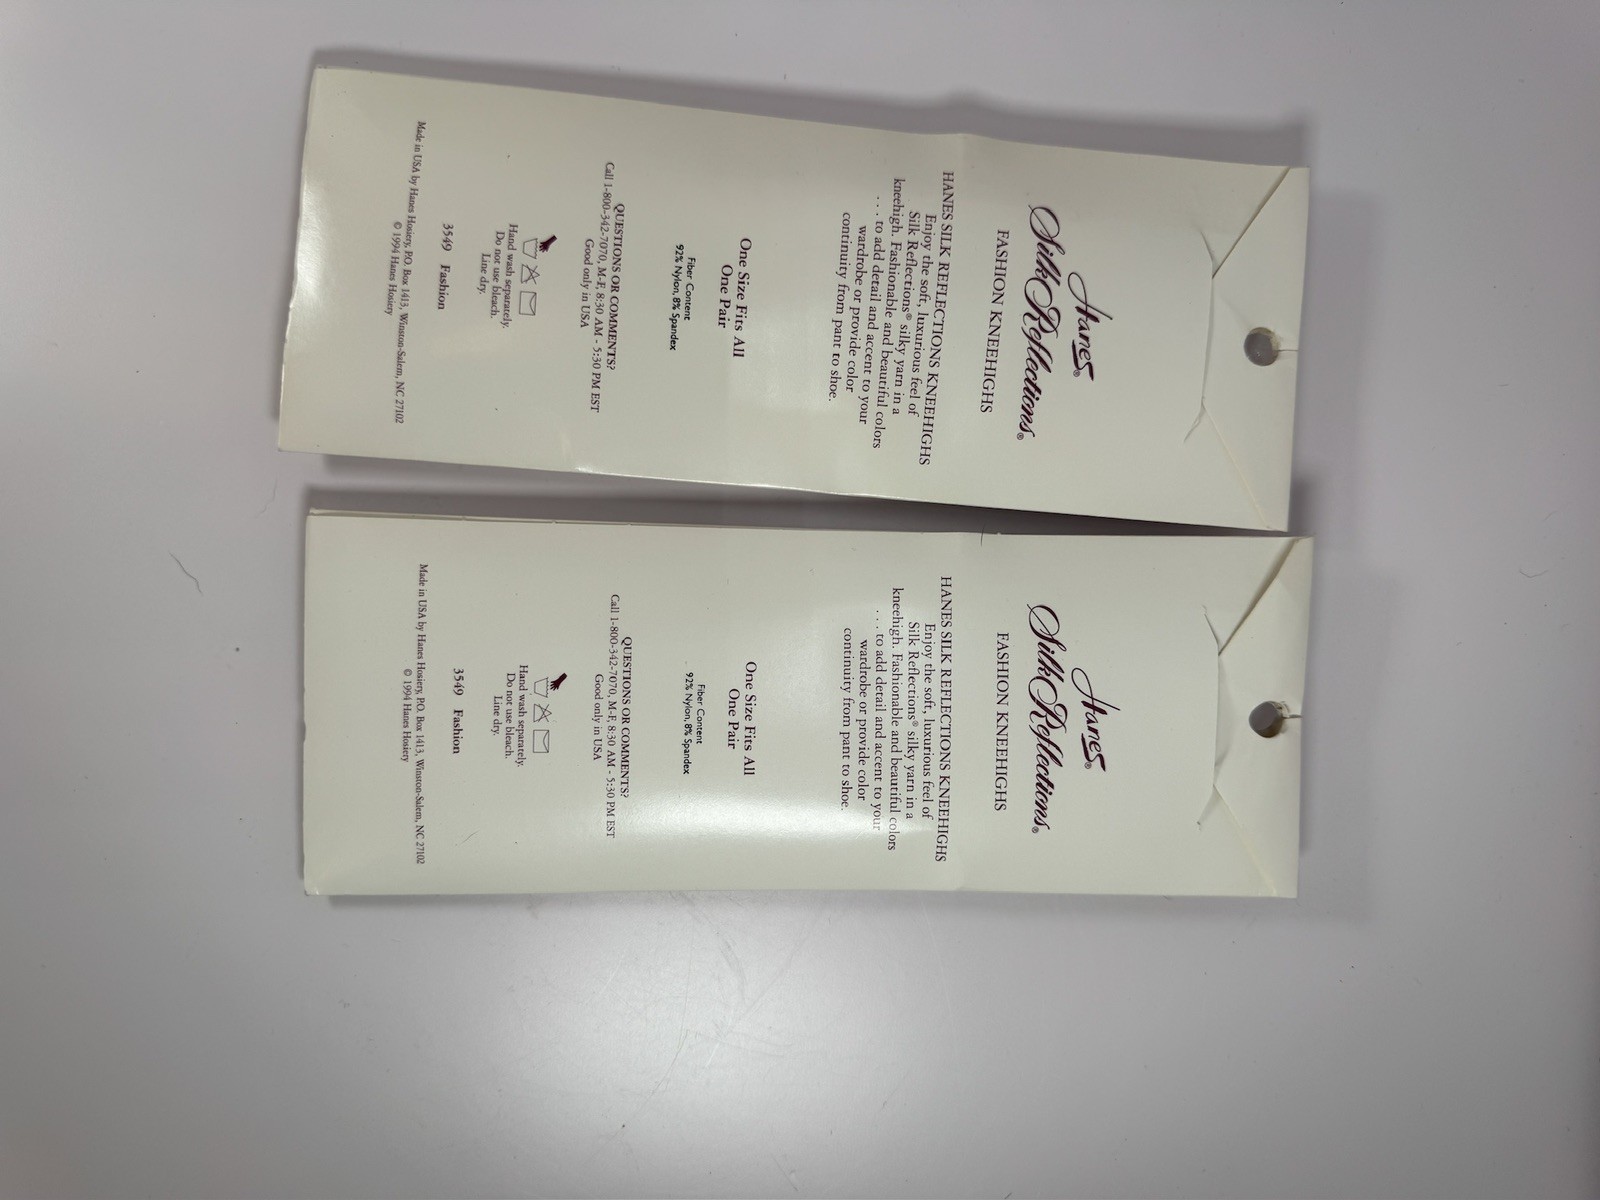 Hanes®
Silk Reflections®
FASHION KNEEHIGHS
HANES SILK REFLECTIONS KNEEHIGHS
Enjoy the soft, luxurious feel of
Silk Reflections® silky yarn in a
kneehigh. Fashionable and beautiful colors
. . . to add detail and accent to your
wardrobe or provide color
continuity from pant to shoe.
One Size Fits All
One Pair
Fiber Content
92% Nylon, 8% Spandex
QUESTIONS OR COMMENTS?
Call 1-800-342-7070, M-F, 8:30 AM - 5:30 PM EST
Good only in USA
Hand wash separately.
Do not use bleach.
Line dry.
3549 Fashion
Made in USA by Hanes Hosiery, P.O. Box 1413, Winston-Salem, NC 27102
© 1994 Hanes Hosiery
Hanes®
Silk Reflections®
FASHION KNEEHIGHS
HANES SILK REFLECTIONS KNEEHIGHS
Enjoy the soft, luxurious feel of
Silk Reflections® silky yarn in a
kneehigh. Fashionable and beautiful colors
. . . to add detail and accent to your
wardrobe or provide color
continuity from pant to shoe.
One Size Fits All
One Pair
Fiber Content
92% Nylon, 8% Spandex
QUESTIONS OR COMMENTS?
Call 1-800-342-7070, M-F, 8:30 AM - 5:30 PM EST
Good only in USA
Hand wash separately.
Do not use bleach.
Line dry.
3549 Fashion
Made in USA by Hanes Hosiery, P.O. Box 1413, Winston-Salem, NC 27102
© 1994 Hanes Hosiery